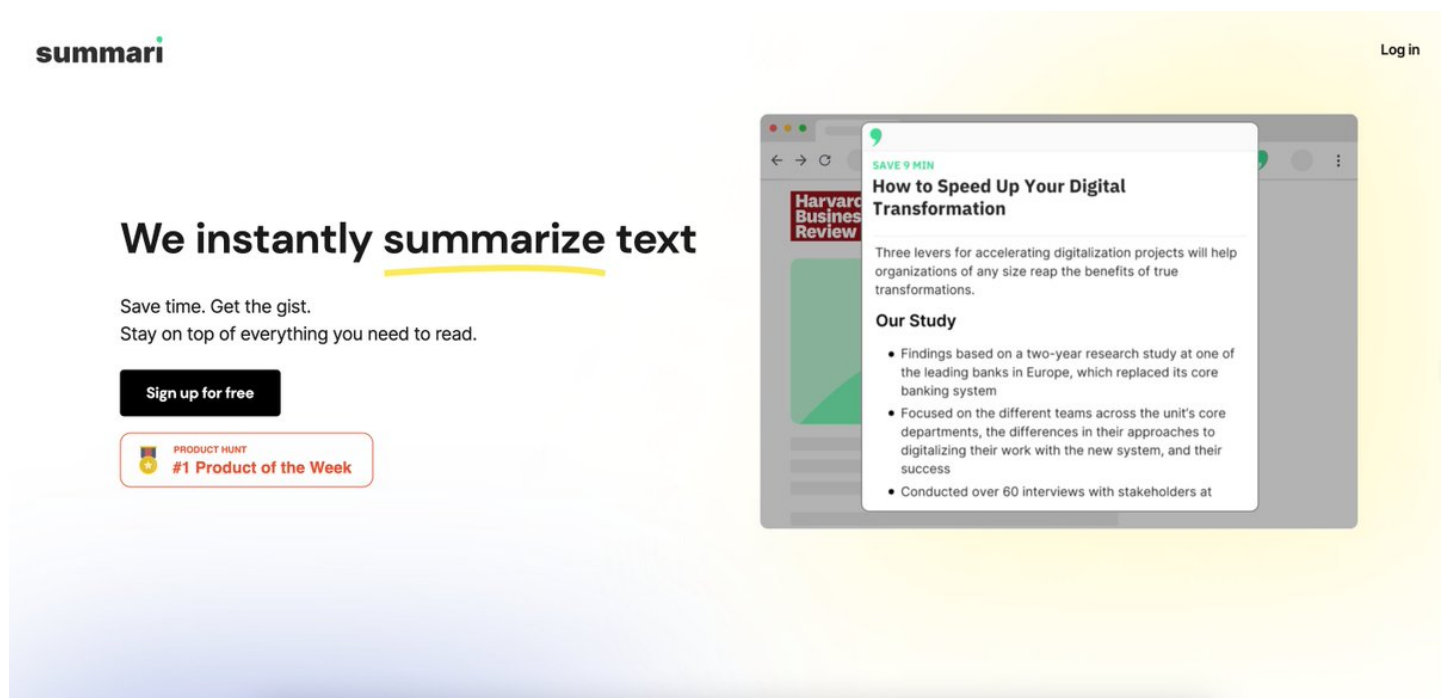 summari
Log in
We instantly summarize text
Save time. Get the gist.
Stay on top of everything you need to read.
Sign up for free
PRODUCT HUNT
#1 Product of the Week
Harvard
Business
Review
SAVE 9 MIN
How to Speed Up Your Digital
Transformation
Three levers for accelerating digitalization projects will help
organizations of any size reap the benefits of true
transformations.
Our Study
• Findings based on a two-year research study at one of
the leading banks in Europe, which replaced its core
banking system
• Focused on the different teams across the unit's core
departments, the differences in their approaches to
digitalizing their work with the new system, and their
success
• Conducted over 60 interviews with stakeholders at